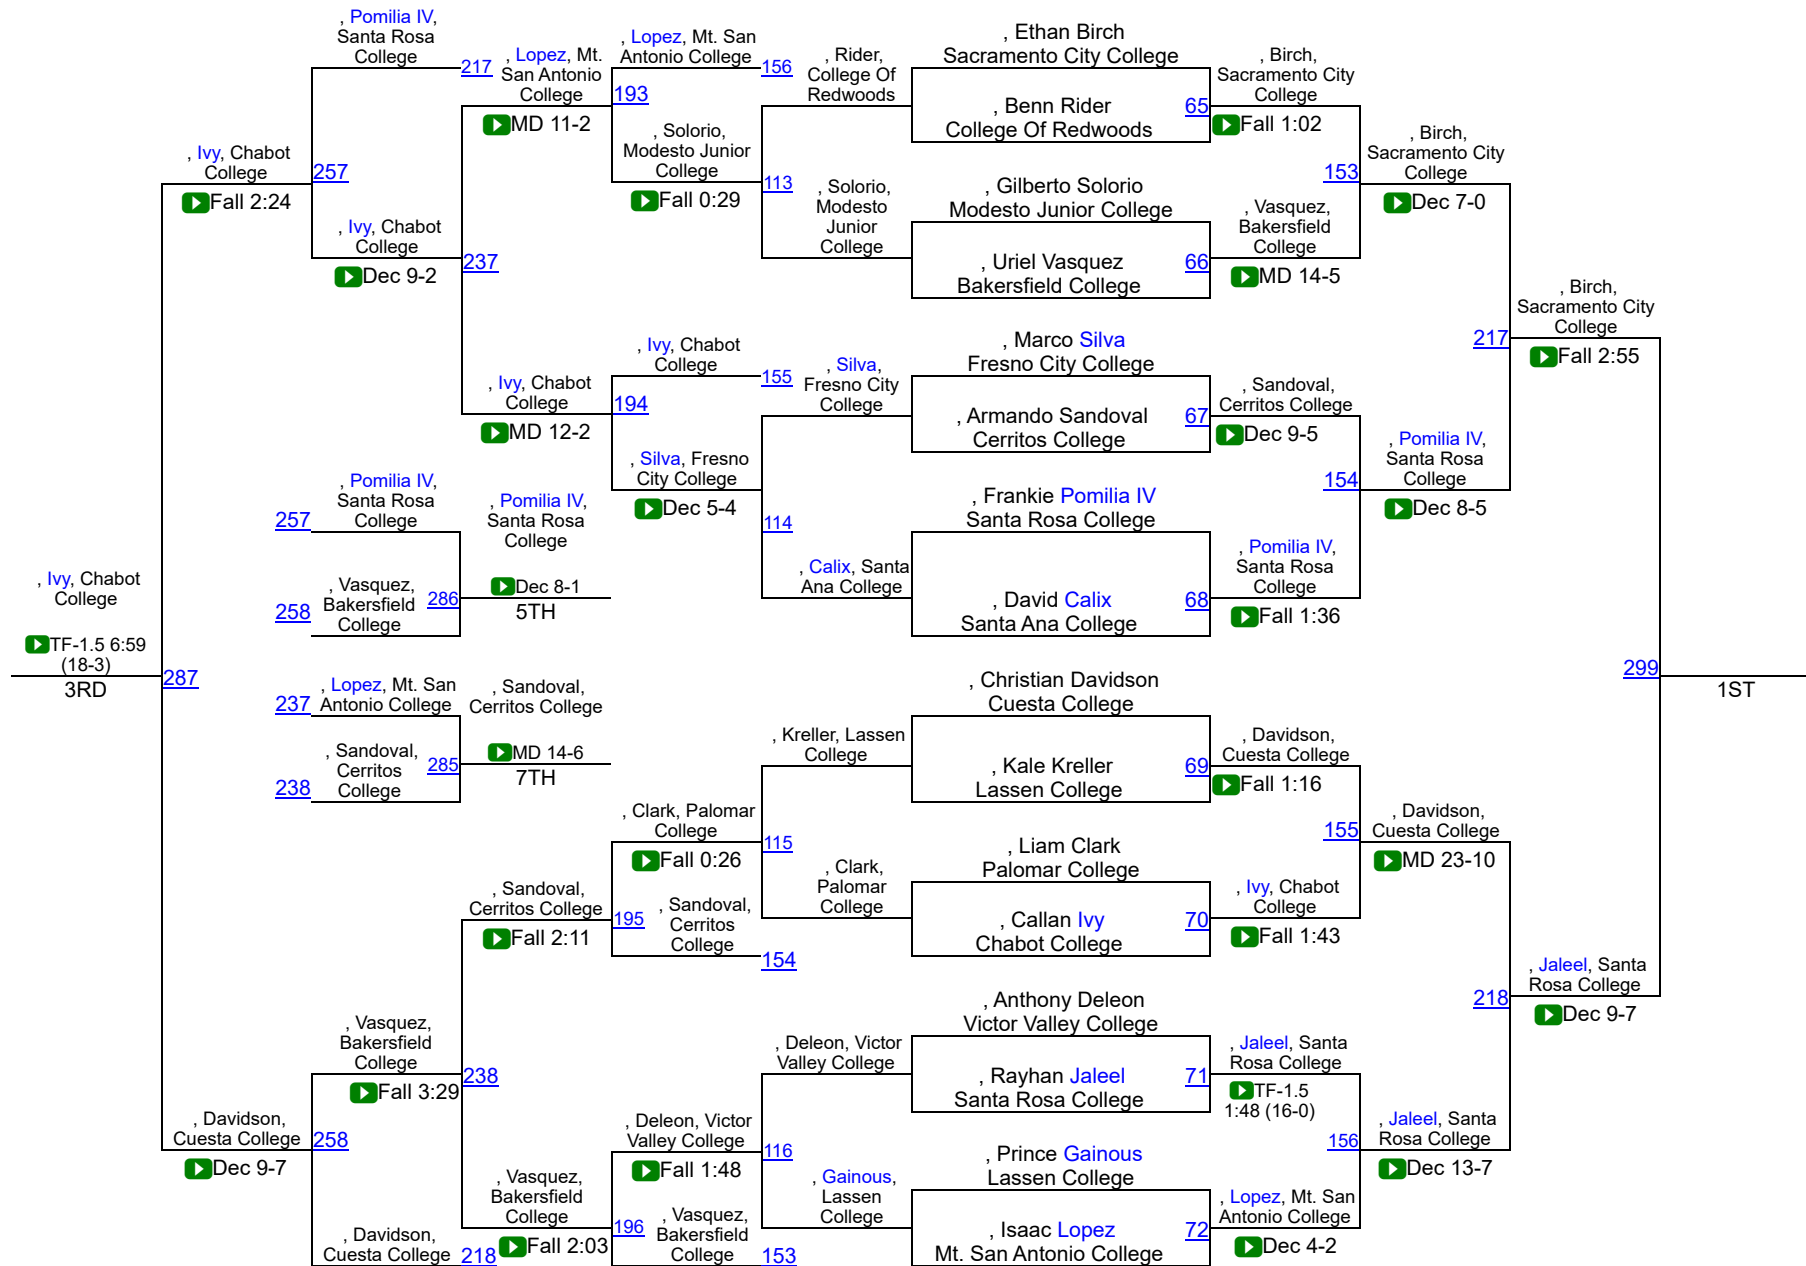 , Pomilia IV,
Santa Rosa
College
217
, Lopez, Mt.
San Antonio
College
MD 11-2
, Lopez, Mt. San
Antonio College
156
193
, Solorio,
Modesto Junior
College
Fall 0:29
113
, Rider,
College Of
Redwoods
, Solorio,
Modesto
Junior
College
, Ethan Birch
Sacramento City College
, Benn Rider
College Of Redwoods
65
, Birch,
Sacramento City
College
Fall 1:02
, Gilberto Solorio
Modesto Junior College
, Uriel Vasquez
Bakersfield College
66
, Vasquez,
Bakersfield
College
MD 14-5
153
, Birch,
Sacramento City
College
Dec 7-0
, Ivy, Chabot
College
Fall 2:24
257
, Ivy, Chabot
College
Dec 9-2
237
, Ivy, Chabot
College
MD 12-2
, Ivy, Chabot
College
155
194
, Silva, Fresno
City College
Dec 5-4
114
, Silva,
Fresno City
College
, Calix, Santa
Ana College
, Marco Silva
Fresno City College
, Armando Sandoval
Cerritos College
67
, Sandoval,
Cerritos College
Dec 9-5
, Frankie Pomilia IV
Santa Rosa College
, David Calix
Santa Ana College
68
, Pomilia IV,
Santa Rosa
College
Fall 1:36
154
, Pomilia IV,
Santa Rosa
College
Dec 8-5
217
, Birch,
Sacramento City
College
Fall 2:55
257
, Pomilia IV,
Santa Rosa
College
258
, Vasquez,
Bakersfield
College
286
, Pomilia IV,
Santa Rosa
College
Dec 8-1
5TH
, Ivy, Chabot
College
TF-1.5 6:59
(18-3)
3RD
287
237
, Lopez, Mt. San
Antonio College
238
, Sandoval,
Cerritos
College
285
, Sandoval,
Cerritos College
MD 14-6
7TH
299
1ST
, Clark, Palomar
College
Fall 0:26
115
, Kreller, Lassen
College
, Clark,
Palomar
College
, Christian Davidson
Cuesta College
, Kale Kreller
Lassen College
69
, Davidson,
Cuesta College
Fall 1:16
, Liam Clark
Palomar College
, Callan Ivy
Chabot College
70
, Ivy, Chabot
College
Fall 1:43
155
, Davidson,
Cuesta College
MD 23-10
, Sandoval,
Cerritos College
Fall 2:11
195
, Sandoval,
Cerritos
College
154
, Vasquez,
Bakersfield
College
Fall 3:29
238
, Davidson,
Cuesta College
Dec 9-7
258
, Davidson,
Cuesta College
218
, Vasquez,
Bakersfield
College
Fall 2:03
, Deleon, Victor
Valley College
Fall 1:48
116
196
, Vasquez,
Bakersfield
College
153
, Deleon, Victor
Valley College
, Gainous,
Lassen
College
, Anthony Deleon
Victor Valley College
, Rayhan Jaleel
Santa Rosa College
71
, Jaleel, Santa
Rosa College
TF-1.5
1:48 (16-0)
, Prince Gainous
Lassen College
, Isaac Lopez
Mt. San Antonio College
72
, Lopez, Mt. San
Antonio College
Dec 4-2
156
, Jaleel, Santa
Rosa College
Dec 13-7
218
, Jaleel, Santa
Rosa College
Dec 9-7